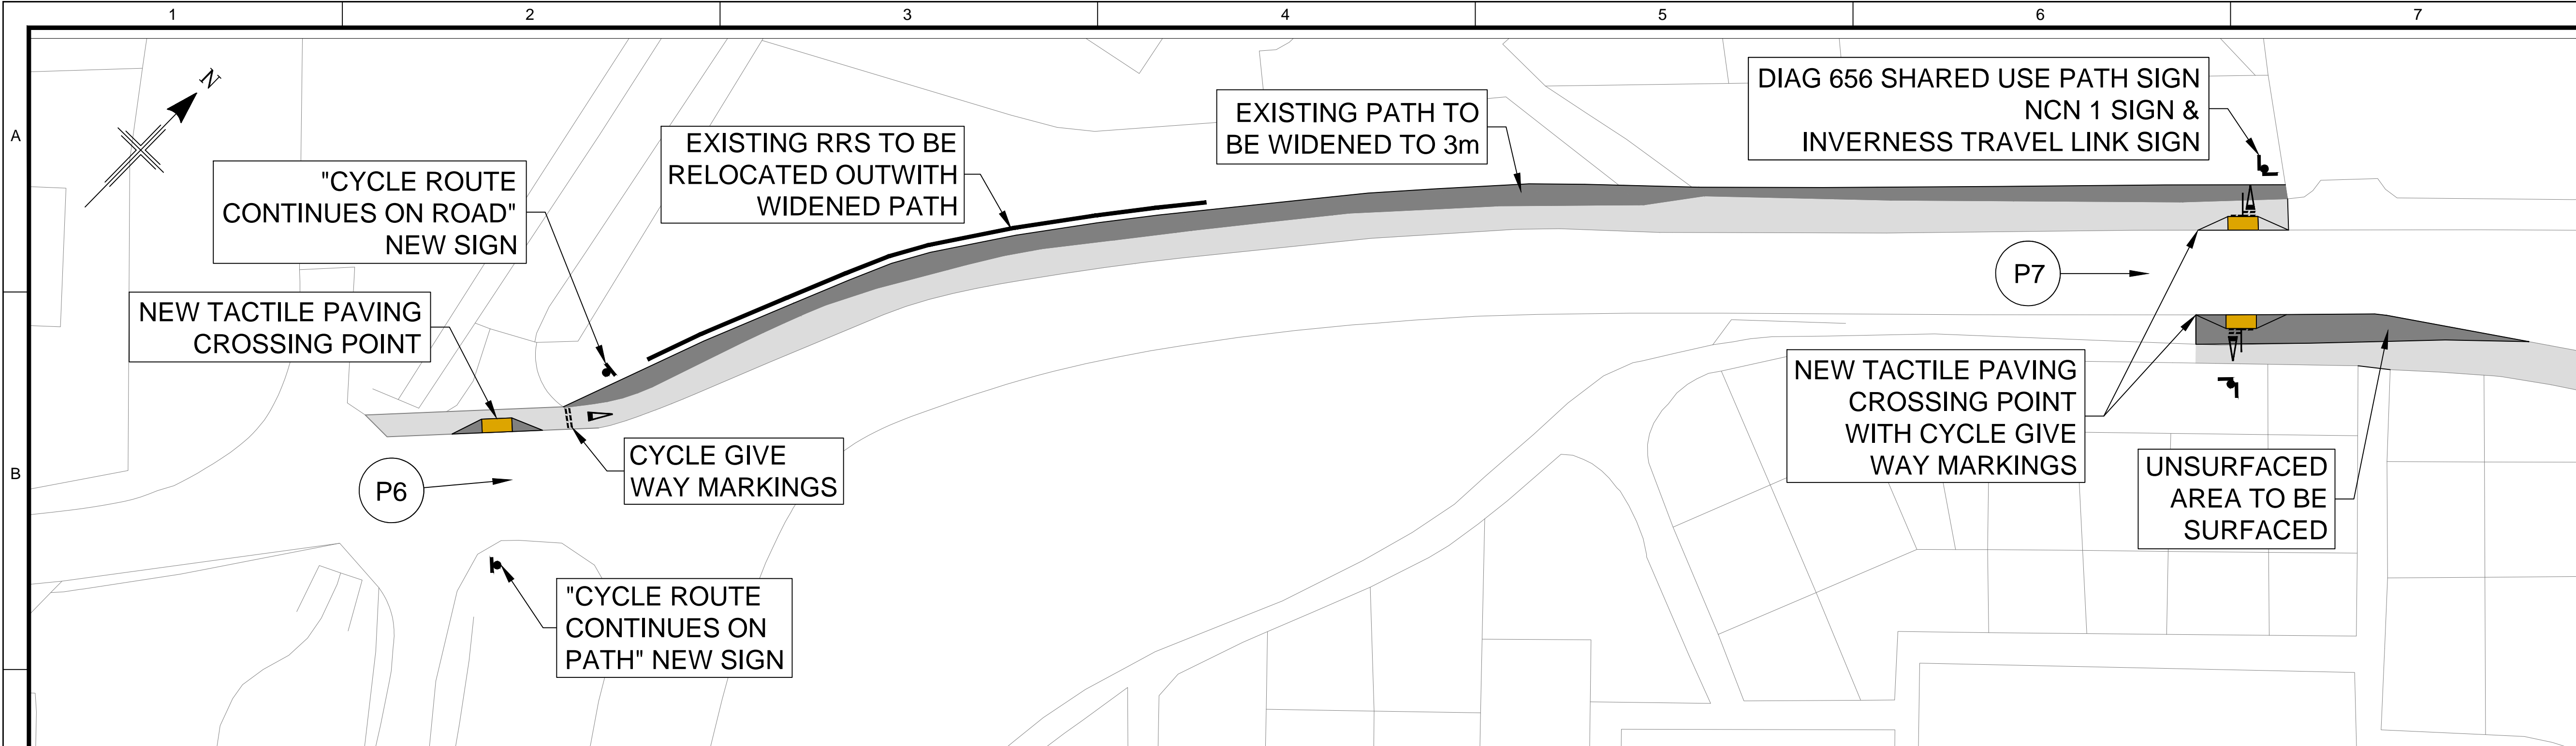 1
2
3
4
5
6
7
A
B
N
"CYCLE ROUTE
CONTINUES ON ROAD"
NEW SIGN
EXISTING RRS TO BE
RELOCATED OUTWITH
WIDENED PATH
EXISTING PATH TO
BE WIDENED TO 3m
DIAG 656 SHARED USE PATH SIGN
NCN 1 SIGN &
INVERNESS TRAVEL LINK SIGN
NEW TACTILE PAVING
CROSSING POINT
P7
P6
CYCLE GIVE
WAY MARKINGS
NEW TACTILE PAVING
CROSSING POINT
WITH CYCLE GIVE
WAY MARKINGS
UNSURFACED
AREA TO BE
SURFACED
"CYCLE ROUTE
CONTINUES ON
PATH" NEW SIGN